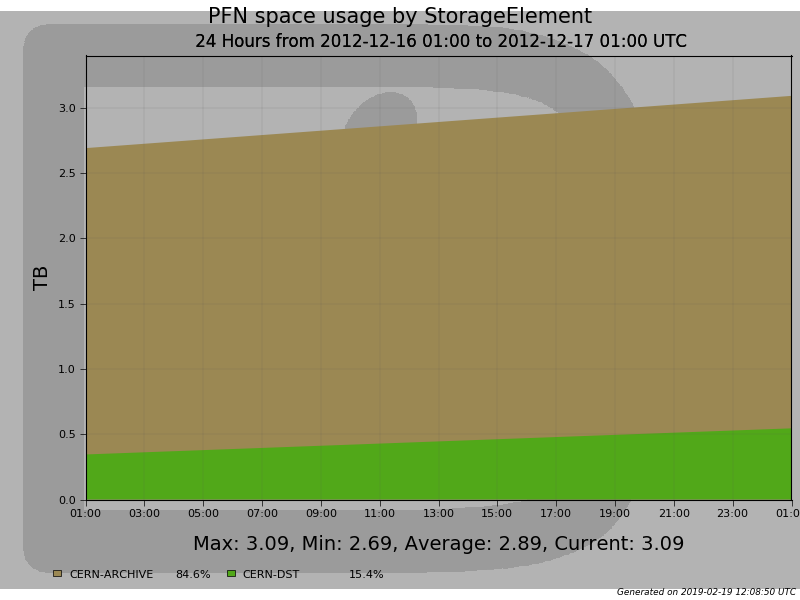 PFN space usage by StorageElement
24 Hours from 2012-12-16 01:00 to 2012-12-17 01:00 UTC
TB
3.0
2.5
2.0
1.5
1.0
0.5
0.0
01:00 03:00 05:00 07:00 09:00 11:00 13:00 15:00 17:00 19:00 21:00 23:00 01:0
Max: 3.09, Min: 2.69, Average: 2.89, Current: 3.09
CERN-ARCHIVE 84.6% CERN-DST 15.4%
Generated on 2019-02-19 12:08:50 UTC